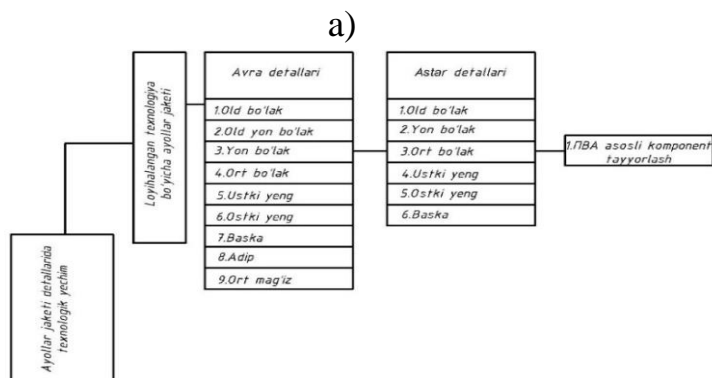 a)
Ayollar jaketi detallarida
texnologik yechim
Loyihalangan texnologiya
bo'yicha ayollar jaketi
Avra detallari
1.Old bo'lak
2.Old yon bo'lak
3.Yon bo'lak
4.Ort bo'lak
5.Ustki yeng
6.Ostki yeng
7.Baska
8.Adip
9.Ort mag'iz
Astar detallari
1.Old bo'lak
2.Yon bo'lak
3.Ort bo'lak
4.Ustki yeng
5.Ostki yeng
6.Baska
1.ПВА asosli komponent
tayyorlash